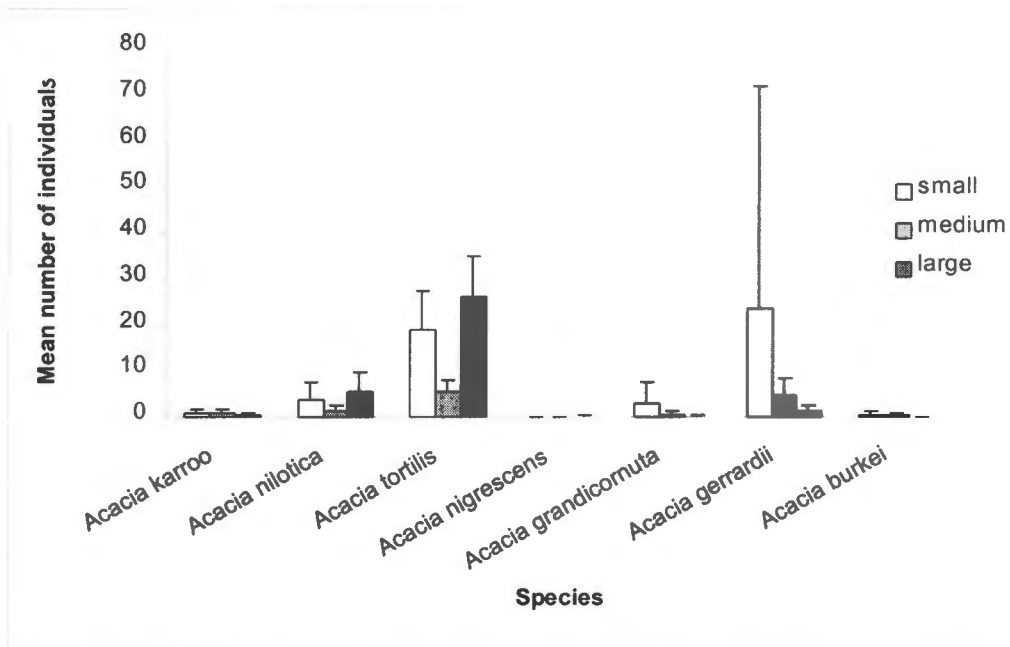 Mean number of individuals
80
70
60
50
40
30
20
10
0
small
medium
large
Acacia karroo
Acacia nilotica
Acacia tortilis
Acacia nigrescens
Acacia grandicornuta
Acacia gerrardii
Acacia burkei
Species